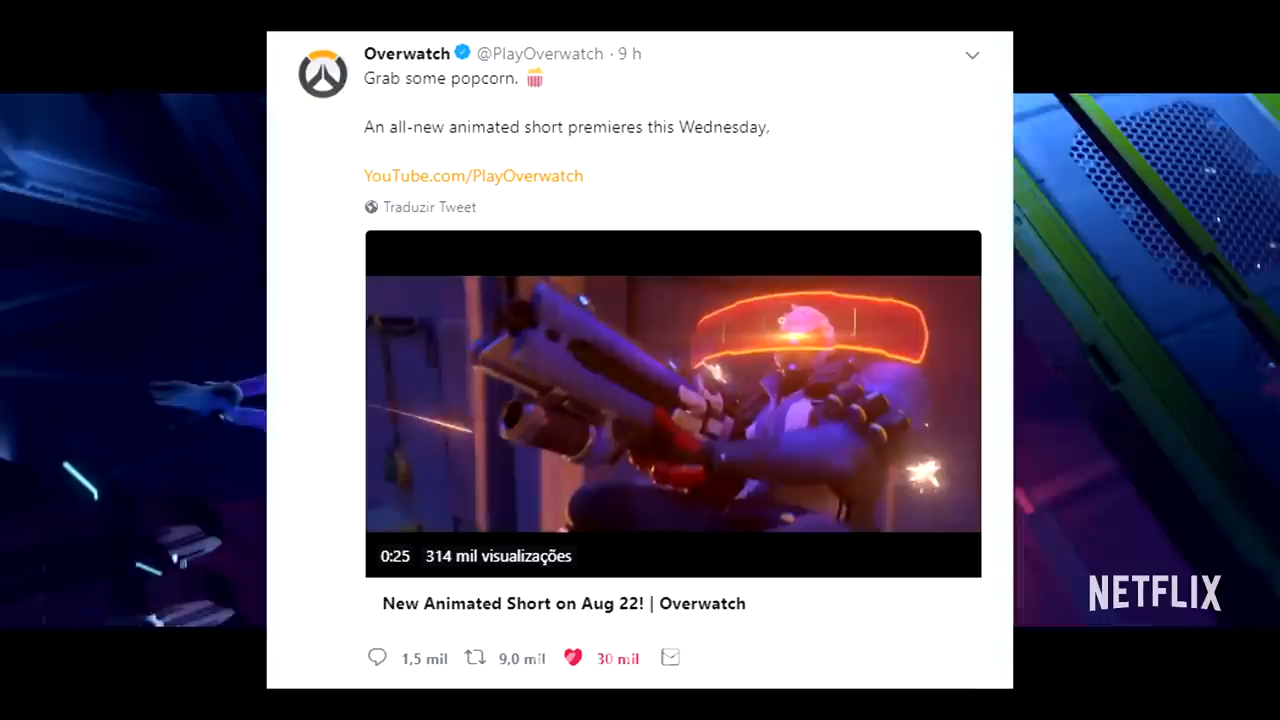 Overwatch @PlayOverwatch · 9 h
Grab some popcorn.
An all-new animated short premieres this Wednesday,
YouTube.com/PlayOverwatch
Traduzir Tweet
0:25 314 mil visualizações
NETFLIX
New Animated Short on Aug 22! | Overwatch
1,5 mil 9,0 mil 30 mil